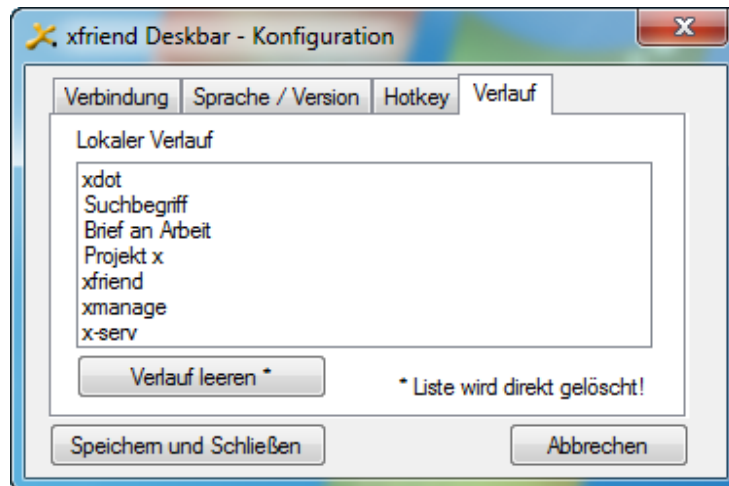 xfriend Deskbar - Konfiguration
Verbindung Sprache / Version Hotkey Verlauf
Lokaler Verlauf
xdot
Suchbegriff
Brief an Arbeit
Projekt x
xfriend
xmanage
x-serv
Verlauf leeren * * Liste wird direkt gelöscht!
Speichern und Schließen Abbrechen